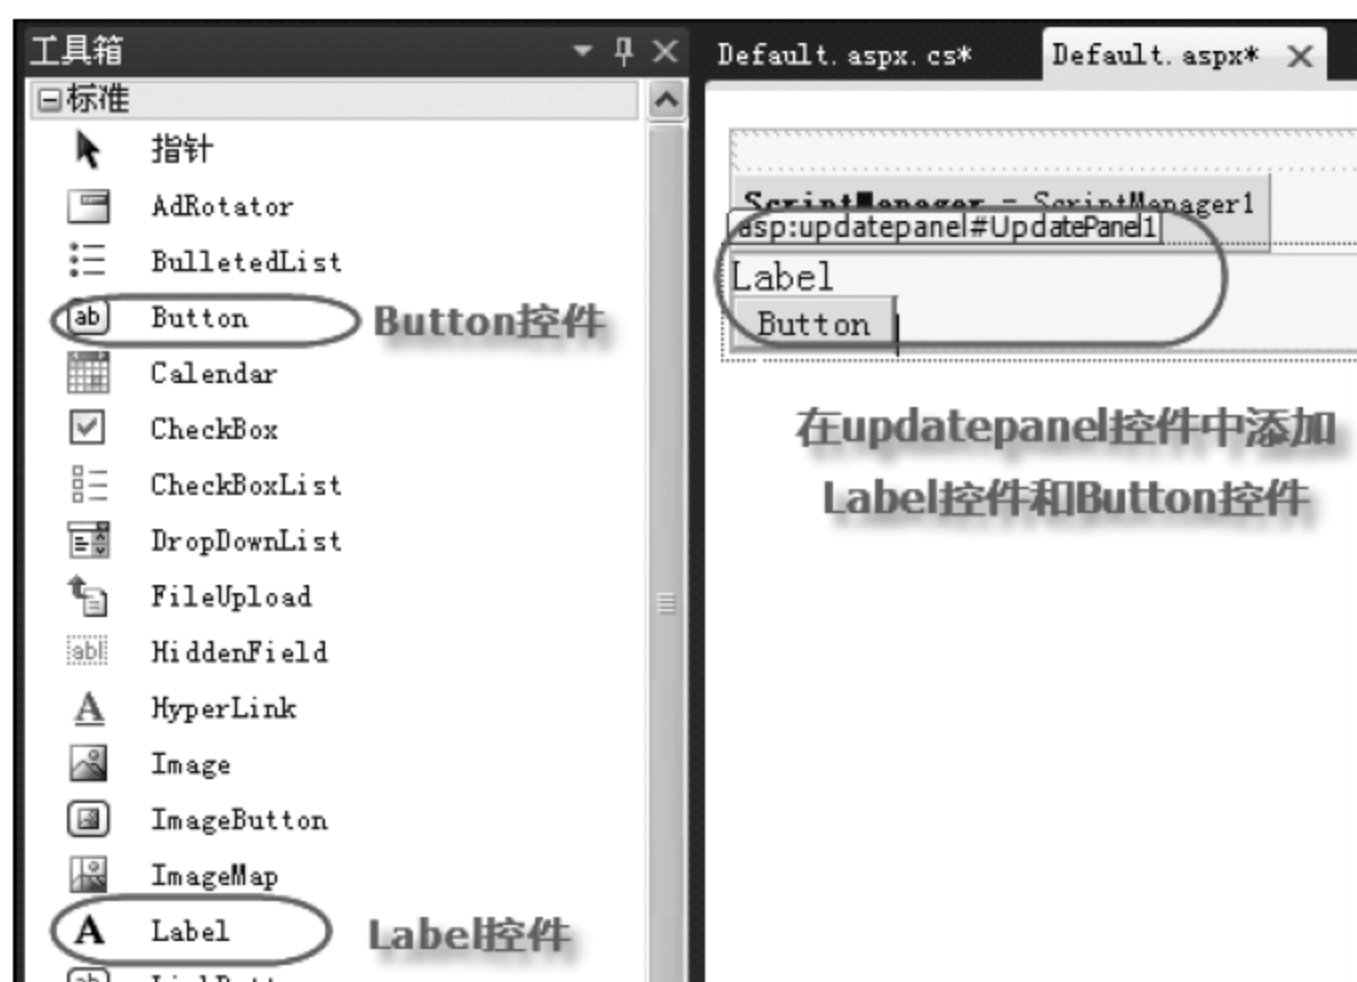 工具箱
标准
指针
AdRotator
BulletedList
Button
Button控件
Calendar
CheckBox
CheckBoxList
DropDownList
FileUpload
HiddenField
HyperLink
Image
ImageButton
ImageMap
Label
Label控件
Default.aspx.cs*
Default.aspx*
ScriptManager - ScriptManager1
asp:updatepanel#UpdatePanel1
Label
Button
在updatepanel控件中添加
Label控件和Button控件